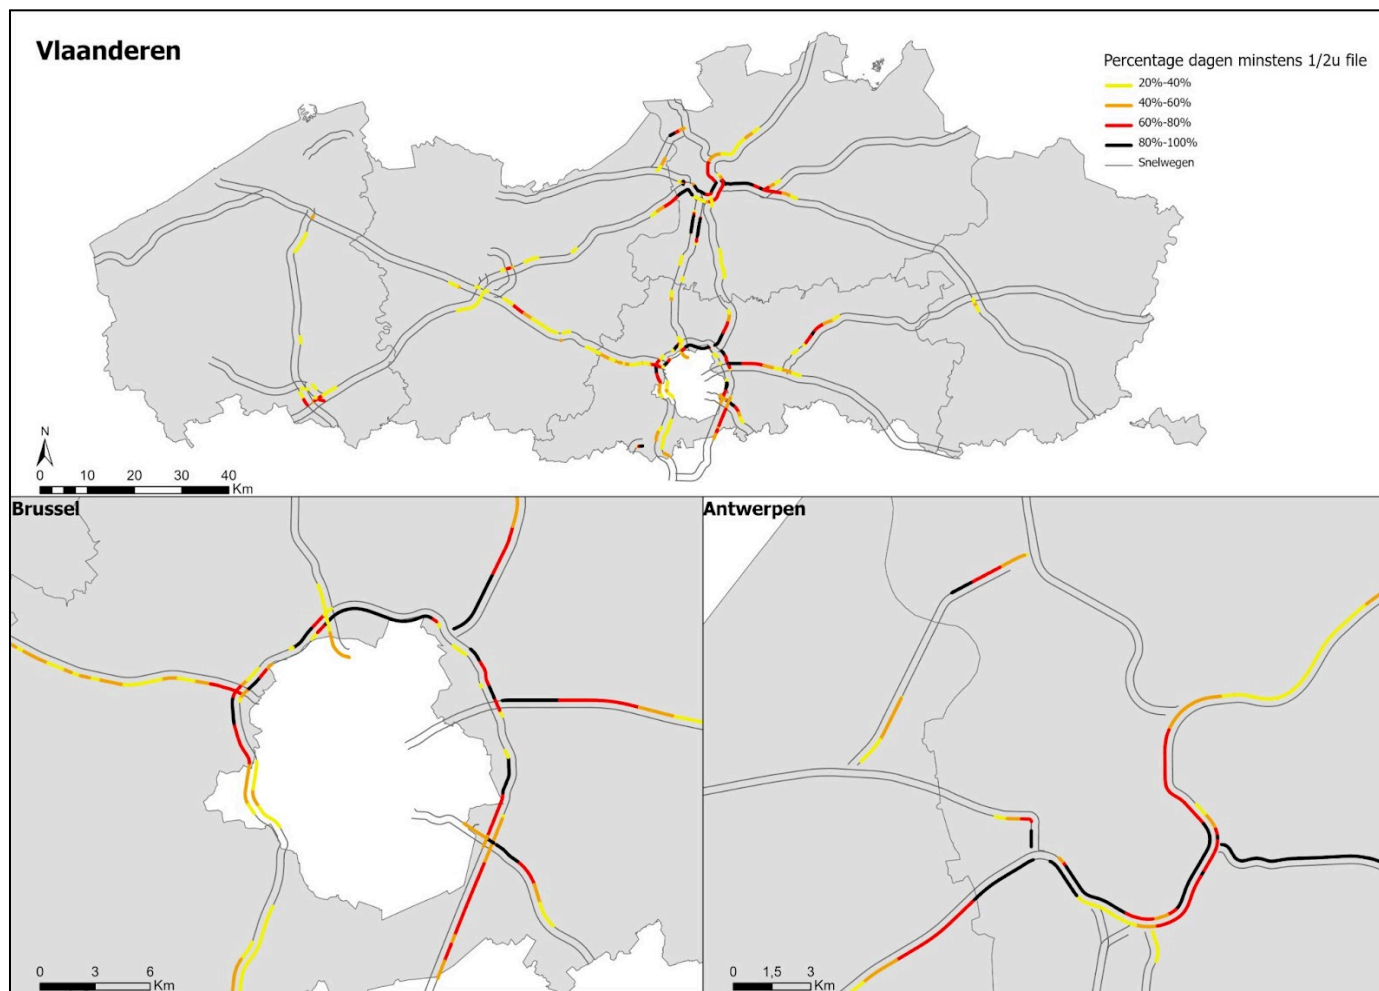 Vlaanderen
Percentage dagen minstens 1/2u file
20%-40%
40%-60%
60%-80%
80%-100%
Snelwegen
N
0 10 20 30 40
Km
Brussel
0 3 6
Km
Antwerpen
0 1,5 3
Km